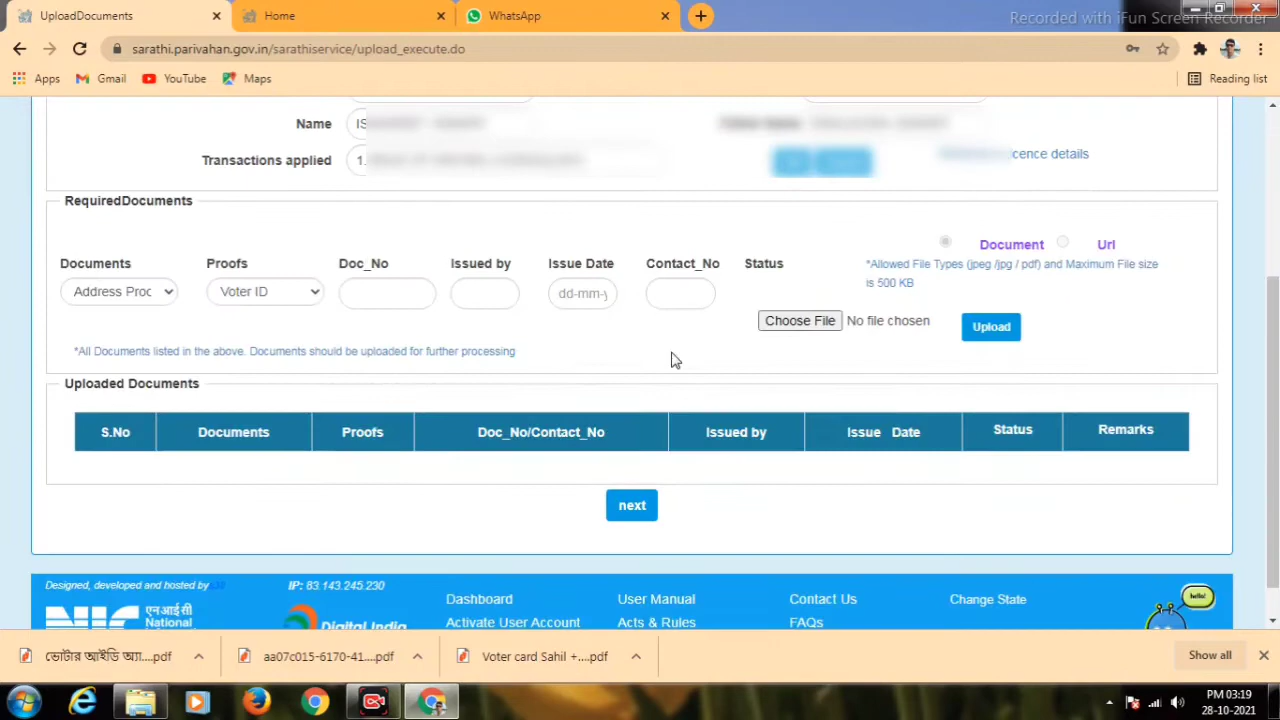 UploadDocuments
Home
WhatsApp
Recorded with iFun Screen Recorder
sarathi.parivahan.gov.in/sarathiservice/upload_execute.do
Apps
Gmail
YouTube
Maps
Reading list
Name
IS
Transactions applied
1.
cence details
RequiredDocuments
Document
Url
Documents
Proofs
Doc_No
Issued by
Issue Date
Contact_No
Status
*Allowed File Types (jpeg /jpg / pdf) and Maximum File size
is 500 KB
Address Proc
Voter ID
dd-mm-y
Choose File No file chosen
Upload
*All Documents listed in the above. Documents should be uploaded for further processing
Uploaded Documents
S.No
Documents
Proofs
Doc_No/Contact_No
Issued by
Issue Date
Status
Remarks
next
Designed, developed and hosted by
IP: 83.143.245.230
hello!
Dashboard
User Manual
Contact Us
Change State
NIC
एन आई सी
National
Digital India
Activate User Account
Acts & Rules
FAQs
ভোটার আইডি অ্যা....pdf
aa07c015-6170-41....pdf
Voter card Sahil +....pdf
Show all
PM 03:19
28-10-2021